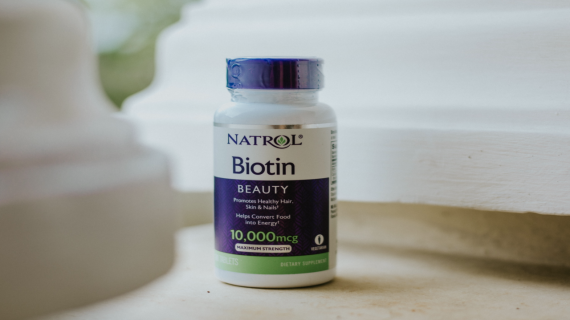 NATROL®
Biotin
BEAUTY
Promotes Healthy Hair,
Skin & Nails†
Helps Convert Food
into Energy†
10,000mcg
MAXIMUM STRENGTH
DIETARY SUPPLEMENT